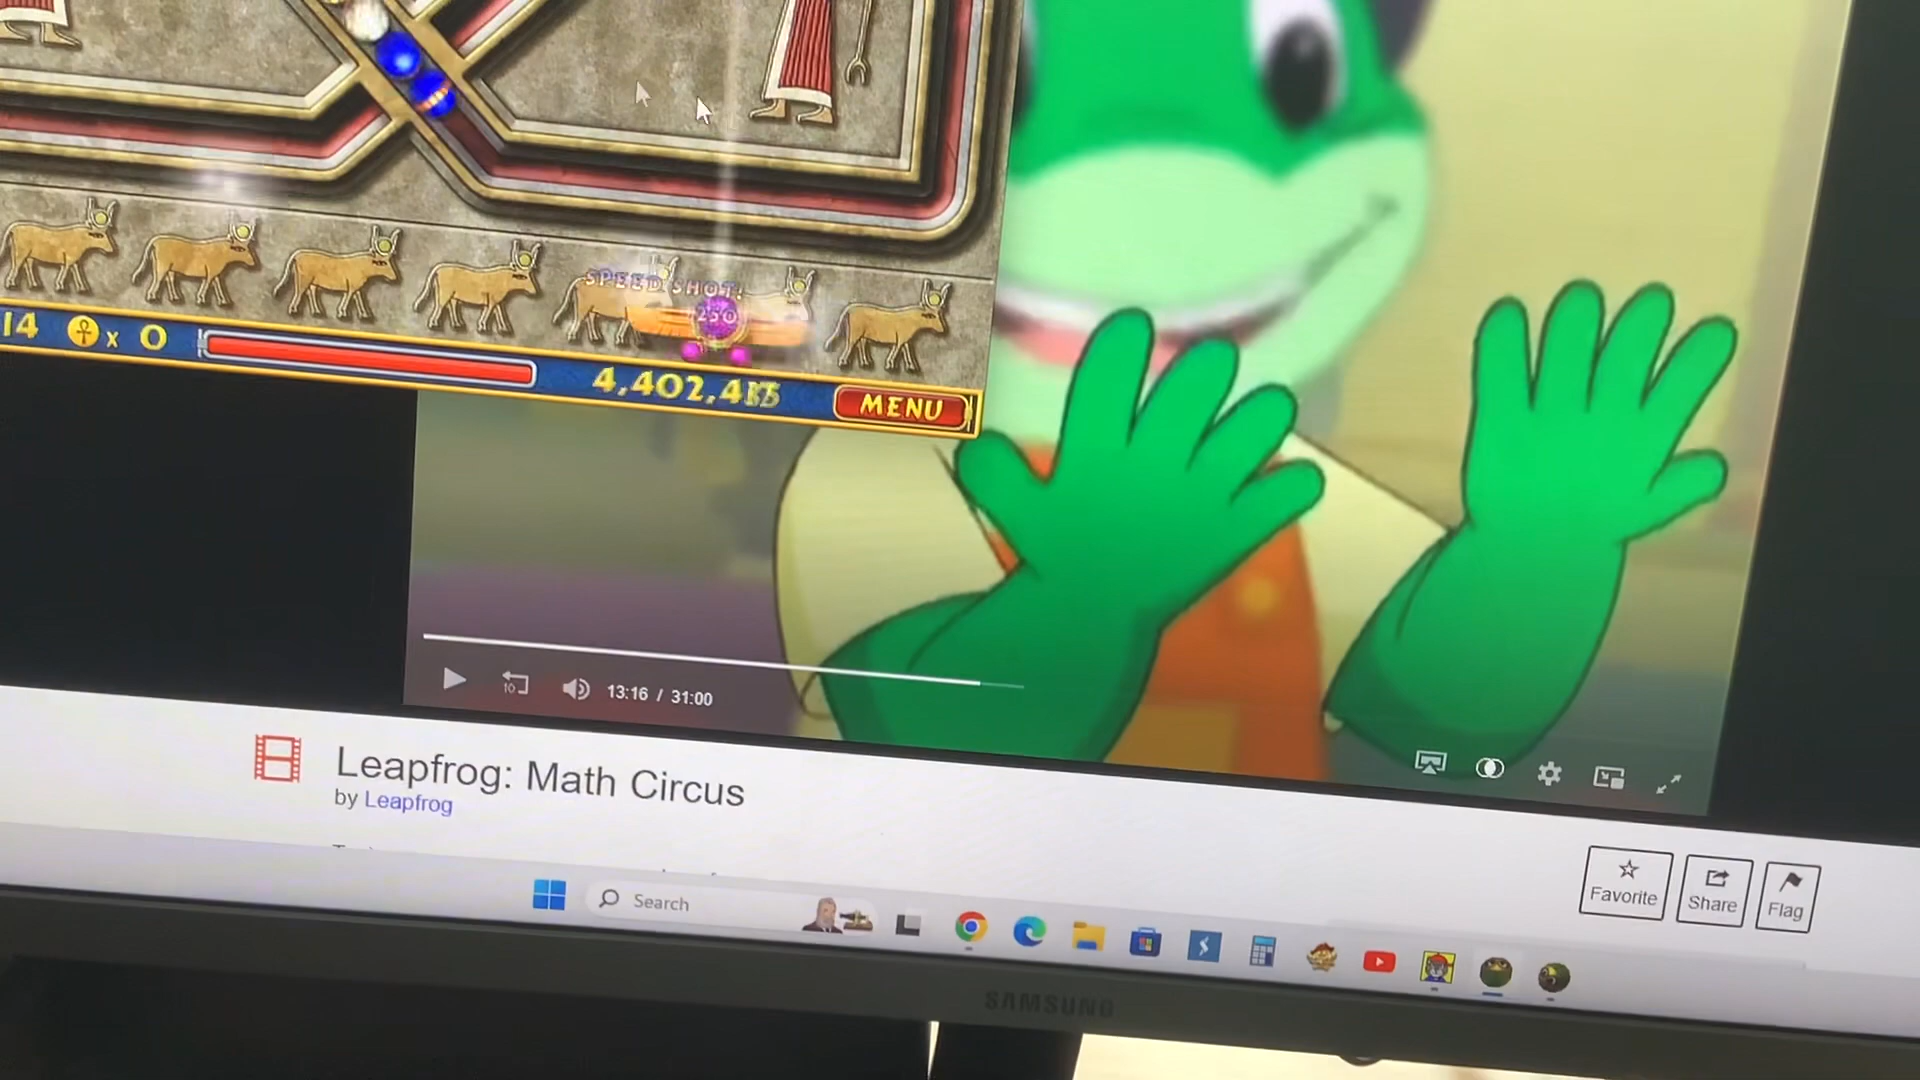 SPEED SHOT!
250
14 x 0
MENU
10
13:16 / 31:00
Leapfrog: Math Circus
by Leapfrog
Favorite
Share
Flag
Search
SAMSUNG